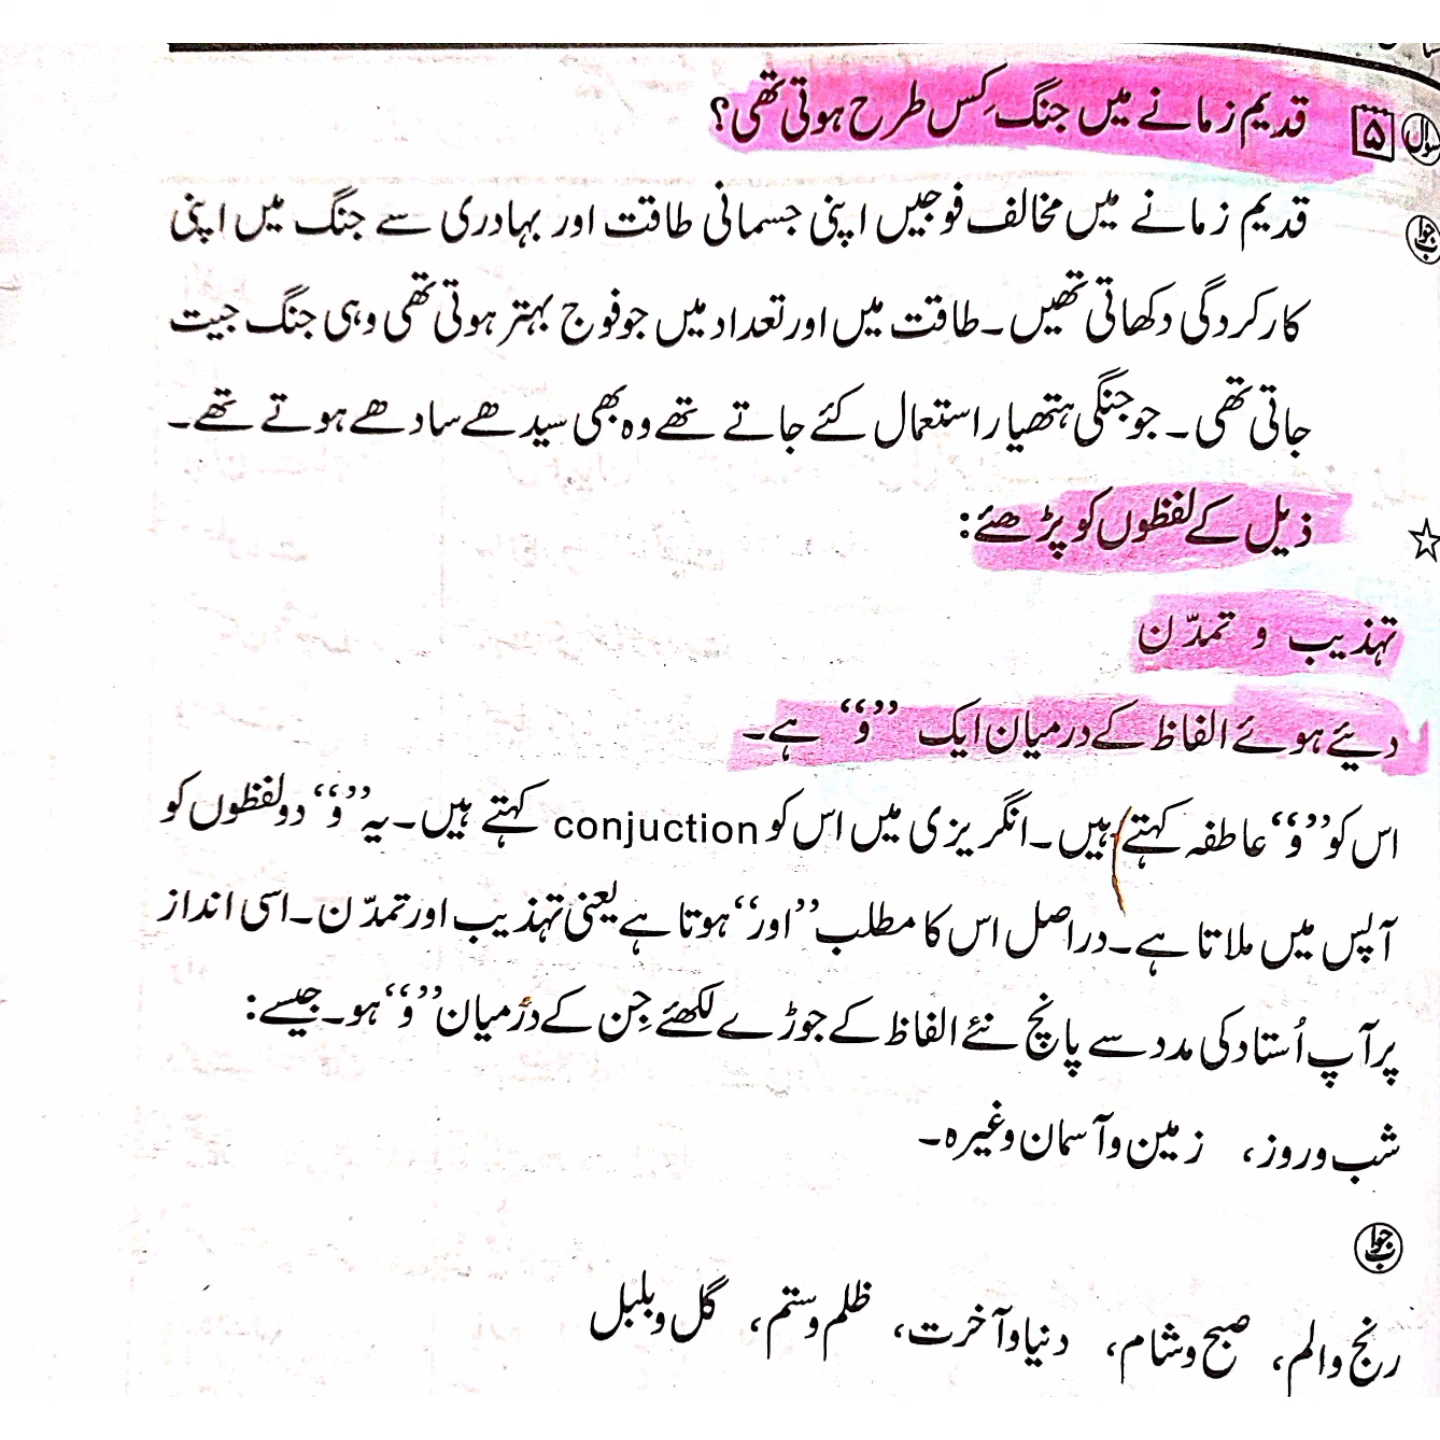 سوال ۵ قدیم زمانے میں جنگ کِس طرح ہوتی تھی؟
جواب قدیم زمانے میں مخالف فوجیں اپنی جسمانی طاقت اور بہادری سے جنگ میں اپنی
کارکردگی دکھاتی تھیں۔ طاقت میں اور تعداد میں جو فوج بہتر ہوتی تھی وہی جنگ جیت
جاتی تھی۔ جو جنگی ہتھیار استعمال کئے جاتے تھے وہ بھی سیدھے سادھے ہوتے تھے۔
☆ ذیل کے لفظوں کو پڑھئے:
تہذیب و تمدّن
دیئے ہوئے الفاظ کے درمیان ایک ”و“ ہے۔
اس کو ”و“ عاطفہ کہتے ہیں۔ انگریزی میں اس کو conjuction کہتے ہیں۔ یہ ”و“ دو لفظوں کو
آپس میں ملاتا ہے۔ دراصل اس کا مطلب ”اور“ ہوتا ہے یعنی تہذیب اور تمدّن۔ اسی انداز
پر آپ اُستاد کی مدد سے پانچ نئے الفاظ کے جوڑے لکھئے جِن کے درمیان ”و“ ہو۔ جیسے:
شب و روز، زمین و آسمان وغیرہ۔
جواب
رنج و الم، صبح و شام، دنیا و آخرت، ظلم و ستم، گل و بلبل